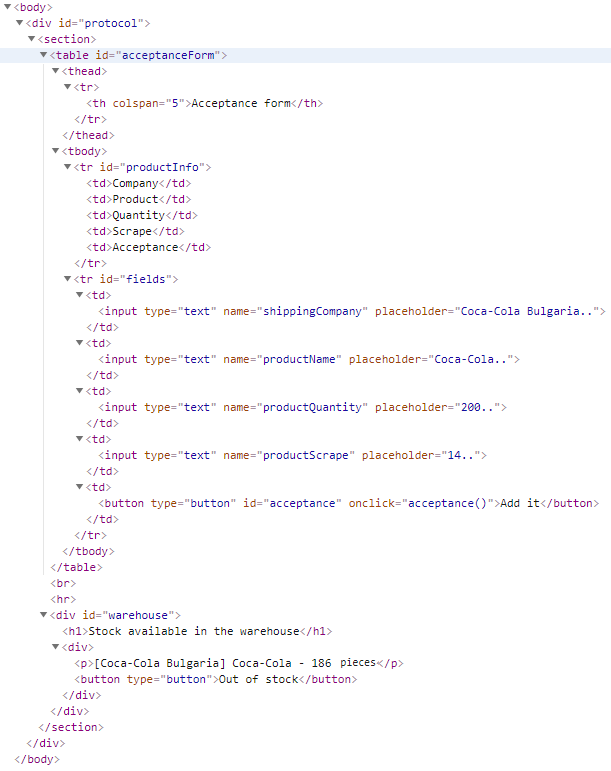 <body>
<div id="protocol">
<section>
<table id="acceptanceForm">
<thead>
<tr>
<th colspan="5">Acceptance form</th>
</tr>
</thead>
<tbody>
<tr id="productInfo">
<td>Company</td>
<td>Product</td>
<td>Quantity</td>
<td>Scrape</td>
<td>Acceptance</td>
</tr>
<tr id="fields">
<td>
<input type="text" name="shippingCompany" placeholder="Coca-Cola Bulgaria..">
</td>
<td>
<input type="text" name="productName" placeholder="Coca-Cola..">
</td>
<td>
<input type="text" name="productQuantity" placeholder="200..">
</td>
<td>
<input type="text" name="productScrape" placeholder="14..">
</td>
<td>
<button type="button" id="acceptance" onclick="acceptance()">Add it</button>
</td>
</tr>
</tbody>
</table>
<br>
<hr>
<div id="warehouse">
<h1>Stock available in the warehouse</h1>
<div>
<p>[Coca-Cola Bulgaria] Coca-Cola - 186 pieces</p>
<button type="button">Out of stock</button>
</div>
</div>
</section>
</div>
</body>